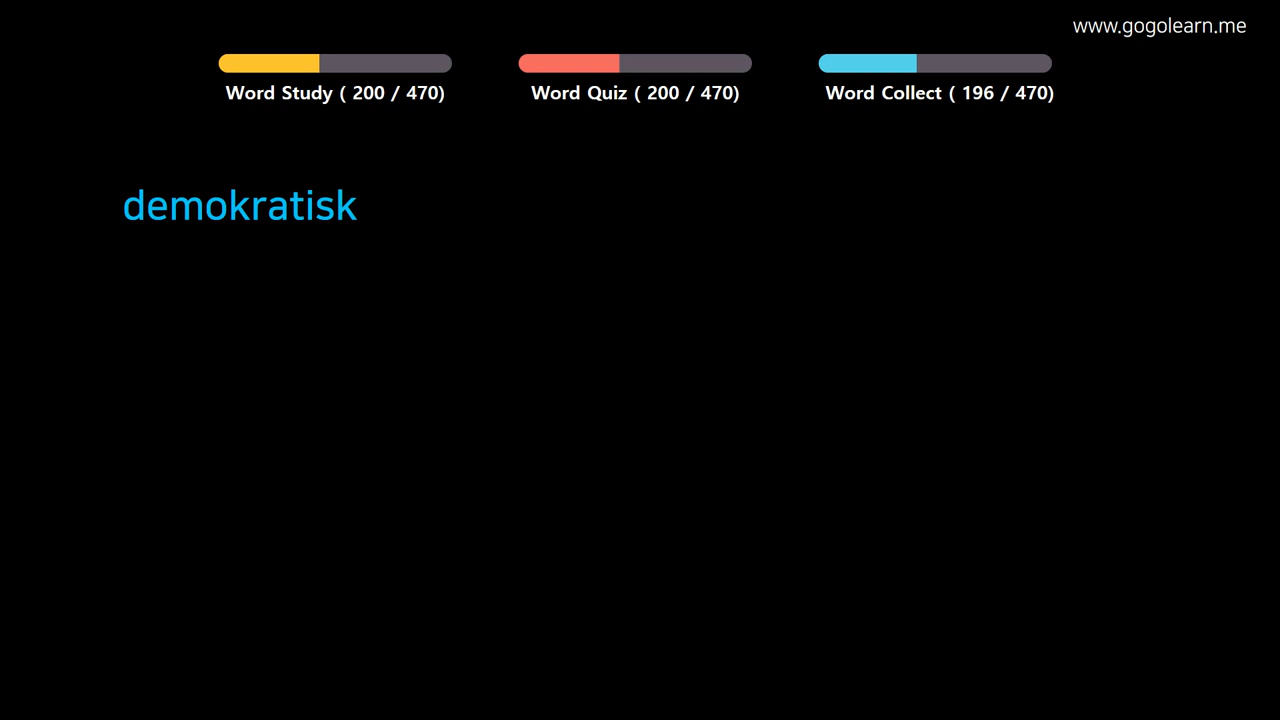 www.gogolearn.me
Word Study ( 200 / 470)
Word Quiz ( 200 / 470)
Word Collect ( 196 / 470)
demokratisk